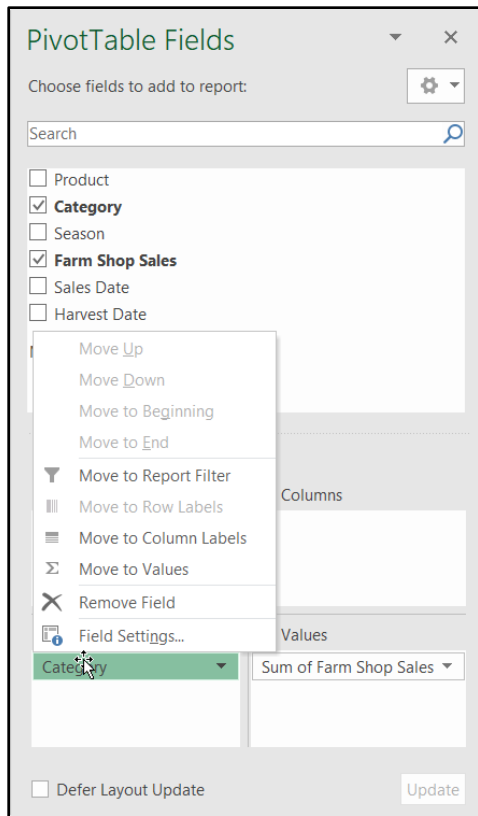 PivotTable Fields
Choose fields to add to report:
Search
Product
Category
Season
Farm Shop Sales
Sales Date
Harvest Date
Move Up
Move Down
Move to Beginning
Move to End
Move to Report Filter
Move to Row Labels
Move to Column Labels
Move to Values
Remove Field
Field Settings...
Columns
Values
Category
Sum of Farm Shop Sales
Defer Layout Update
Update